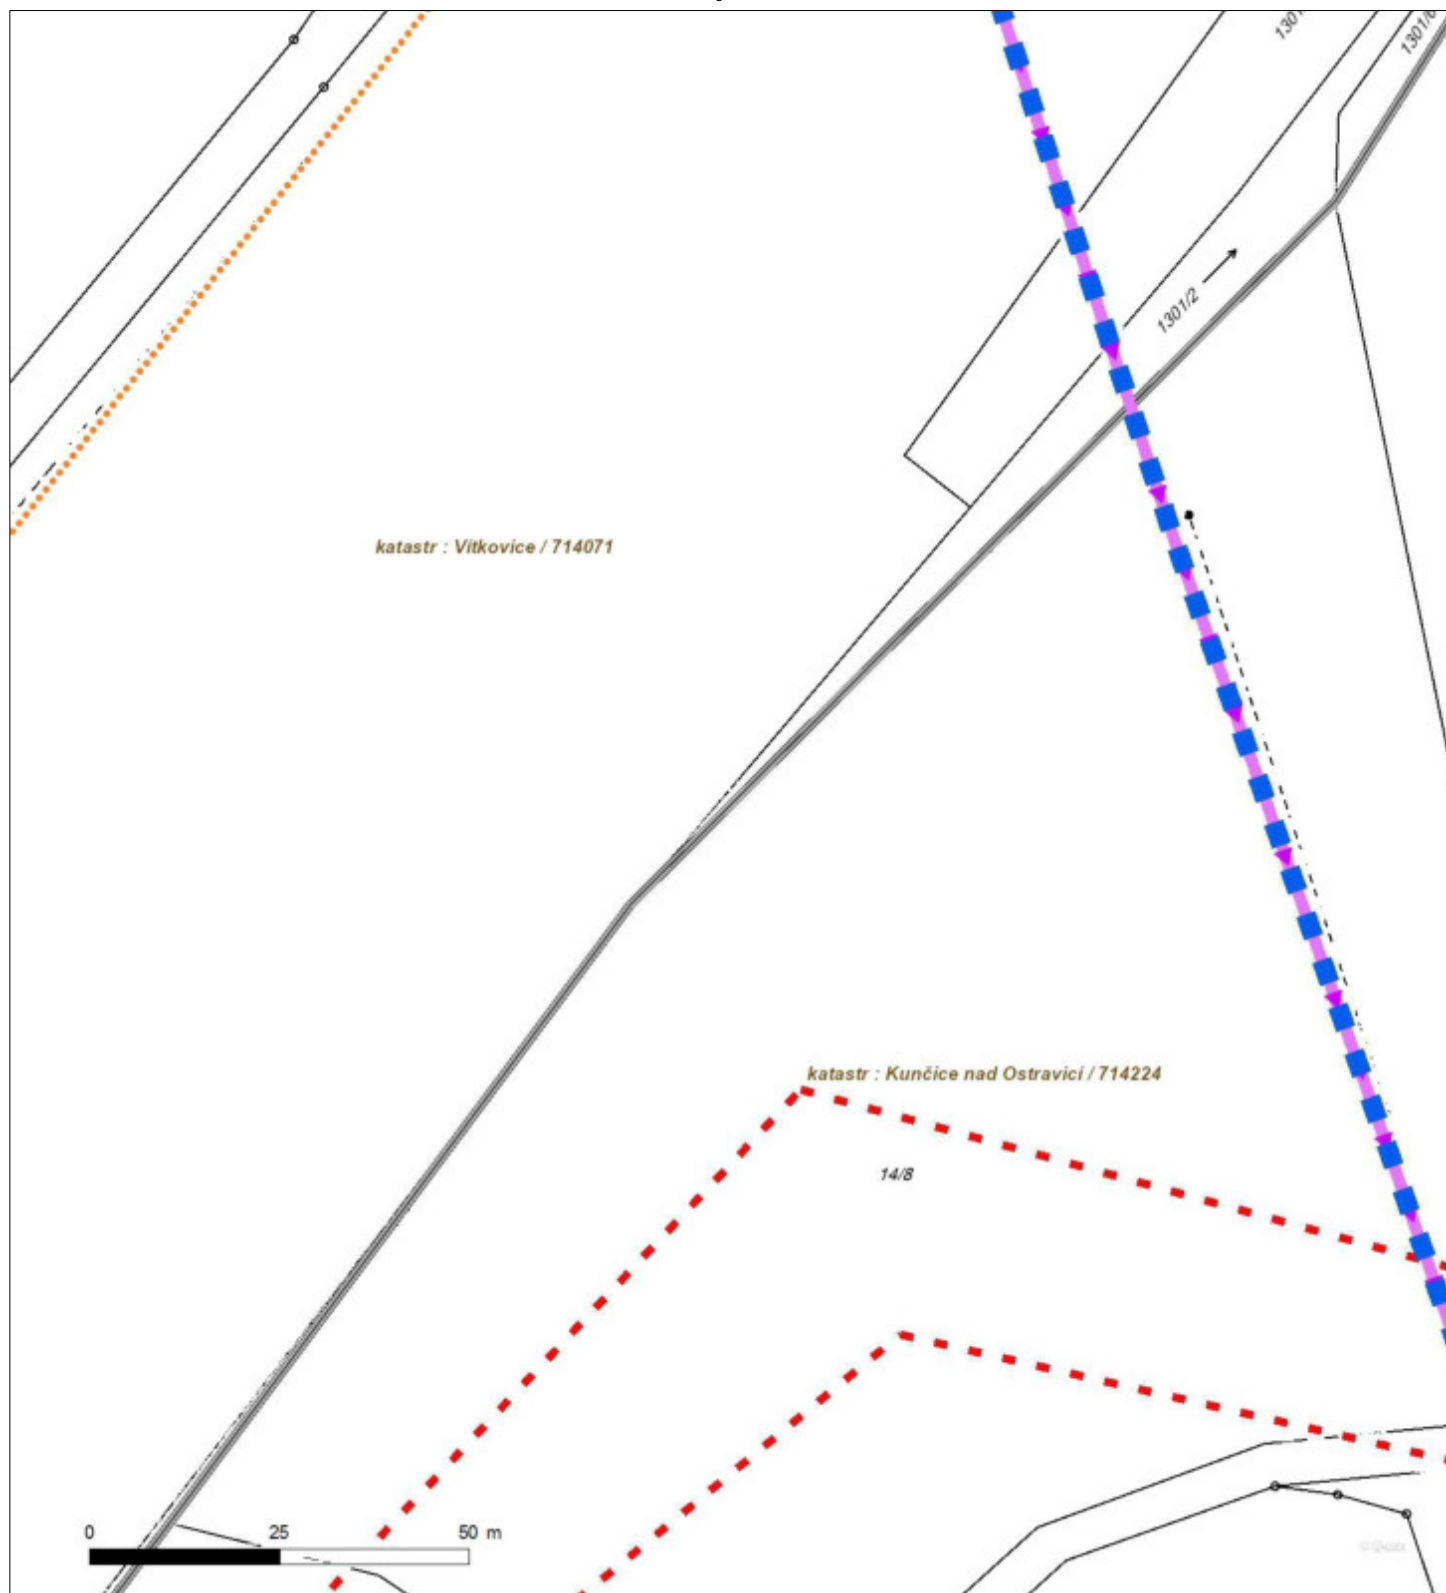 1301/2
katastr : Vítkovice / 714071
katastr : Kunčice nad Ostravicí / 714224
14/8
0 25 50 m